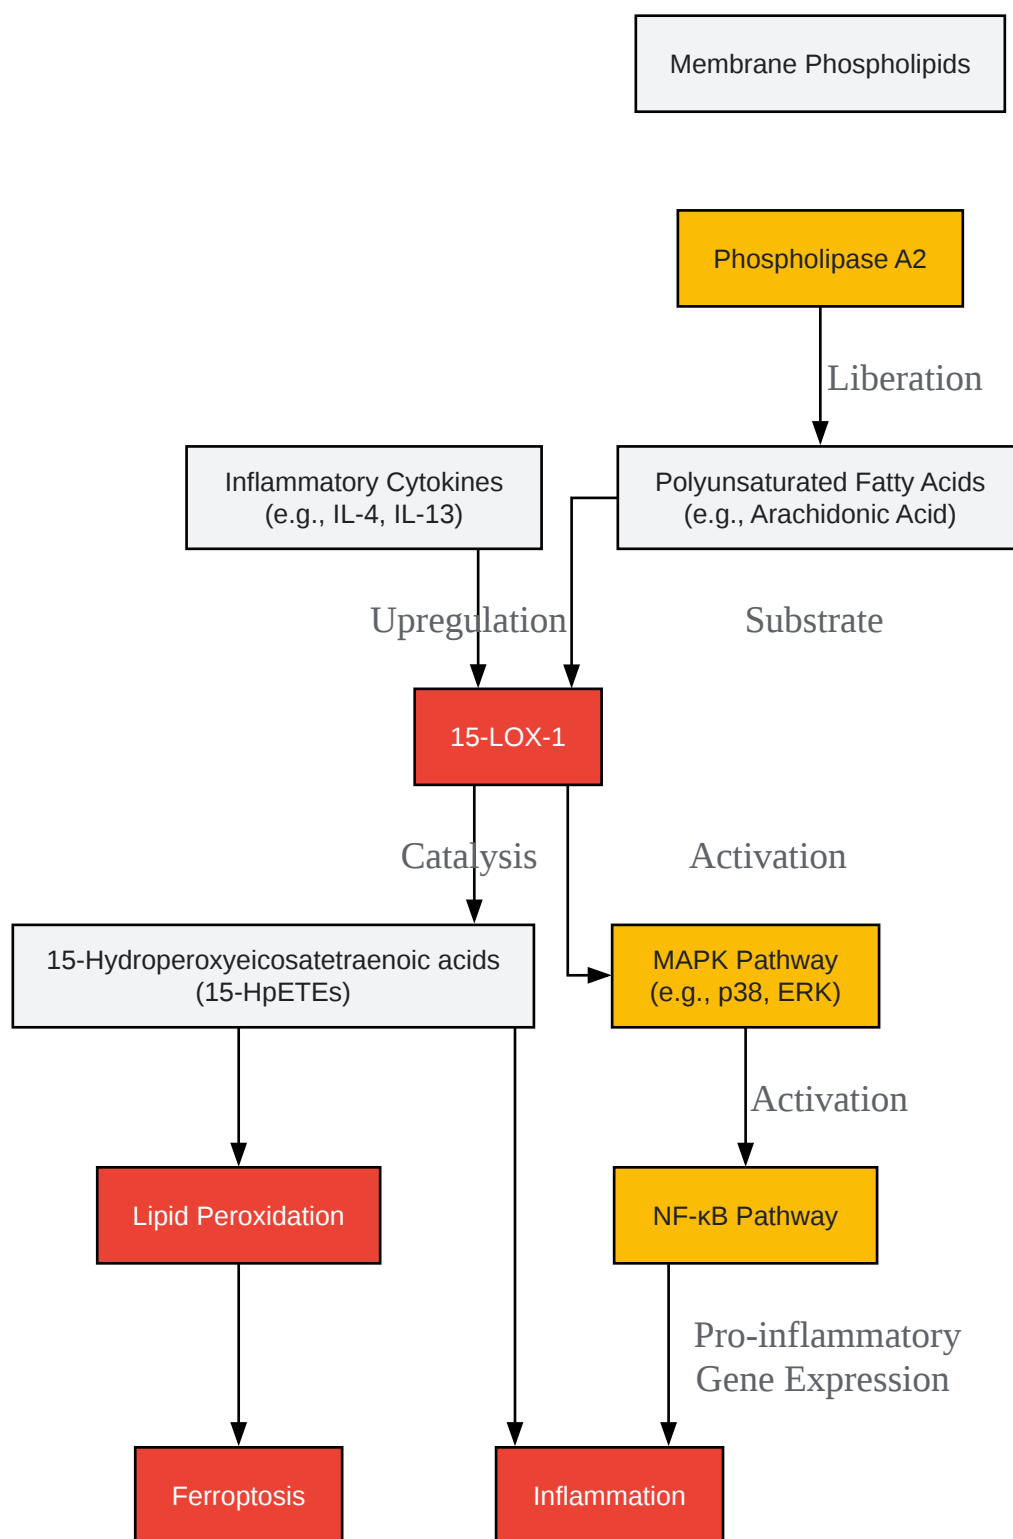 Membrane Phospholipids
Phospholipase A2
Liberation
Inflammatory Cytokines
(e.g., IL-4, IL-13)
Polyunsaturated Fatty Acids
(e.g., Arachidonic Acid)
Upregulation
Substrate
15-LOX-1
Catalysis
Activation
15-Hydroperoxyeicosatetraenoic acids
(15-HpETEs)
MAPK Pathway
(e.g., p38, ERK)
Activation
Lipid Peroxidation
NF-κB Pathway
Pro-inflammatory
Gene Expression
Ferroptosis
Inflammation